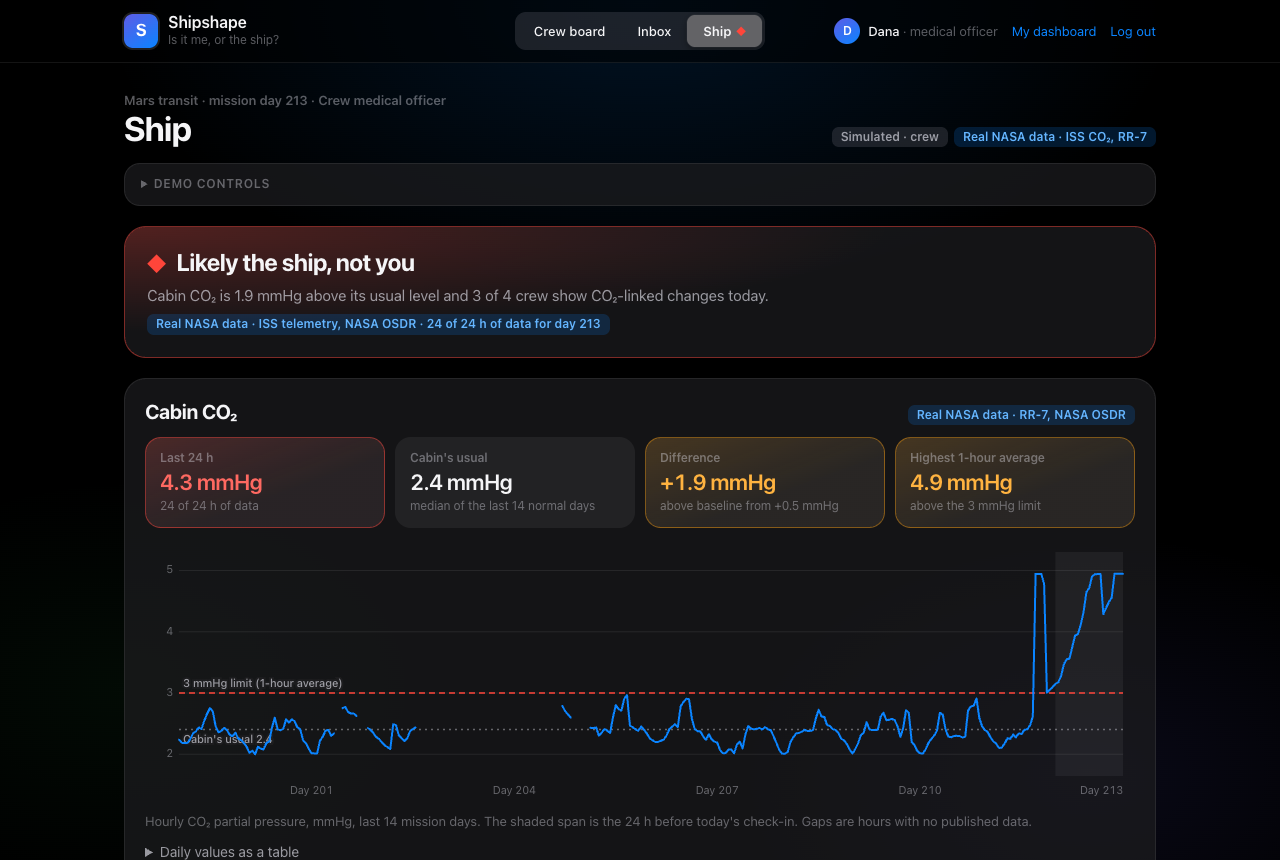 S
Shipshape
Is it me, or the ship?
Crew board
Inbox
Ship
D
Dana · medical officer
My dashboard
Log out
Mars transit · mission day 213 · Crew medical officer
Ship
Simulated · crew
Real NASA data · ISS CO₂, RR-7
DEMO CONTROLS
Likely the ship, not you
Cabin CO₂ is 1.9 mmHg above its usual level and 3 of 4 crew show CO₂-linked changes today.
Real NASA data · ISS telemetry, NASA OSDR · 24 of 24 h of data for day 213
Cabin CO₂
Real NASA data · RR-7, NASA OSDR
Last 24 h
4.3 mmHg
24 of 24 h of data
Cabin's usual
2.4 mmHg
median of the last 14 normal days
Difference
+1.9 mmHg
above baseline from +0.5 mmHg
Highest 1-hour average
4.9 mmHg
above the 3 mmHg limit
5
4
3
2
3 mmHg limit (1-hour average)
Cabin's usual 2.4
Day 201
Day 204
Day 207
Day 210
Day 213
Hourly CO₂ partial pressure, mmHg, last 14 mission days. The shaded span is the 24 h before today's check-in. Gaps are hours with no published data.
Daily values as a table